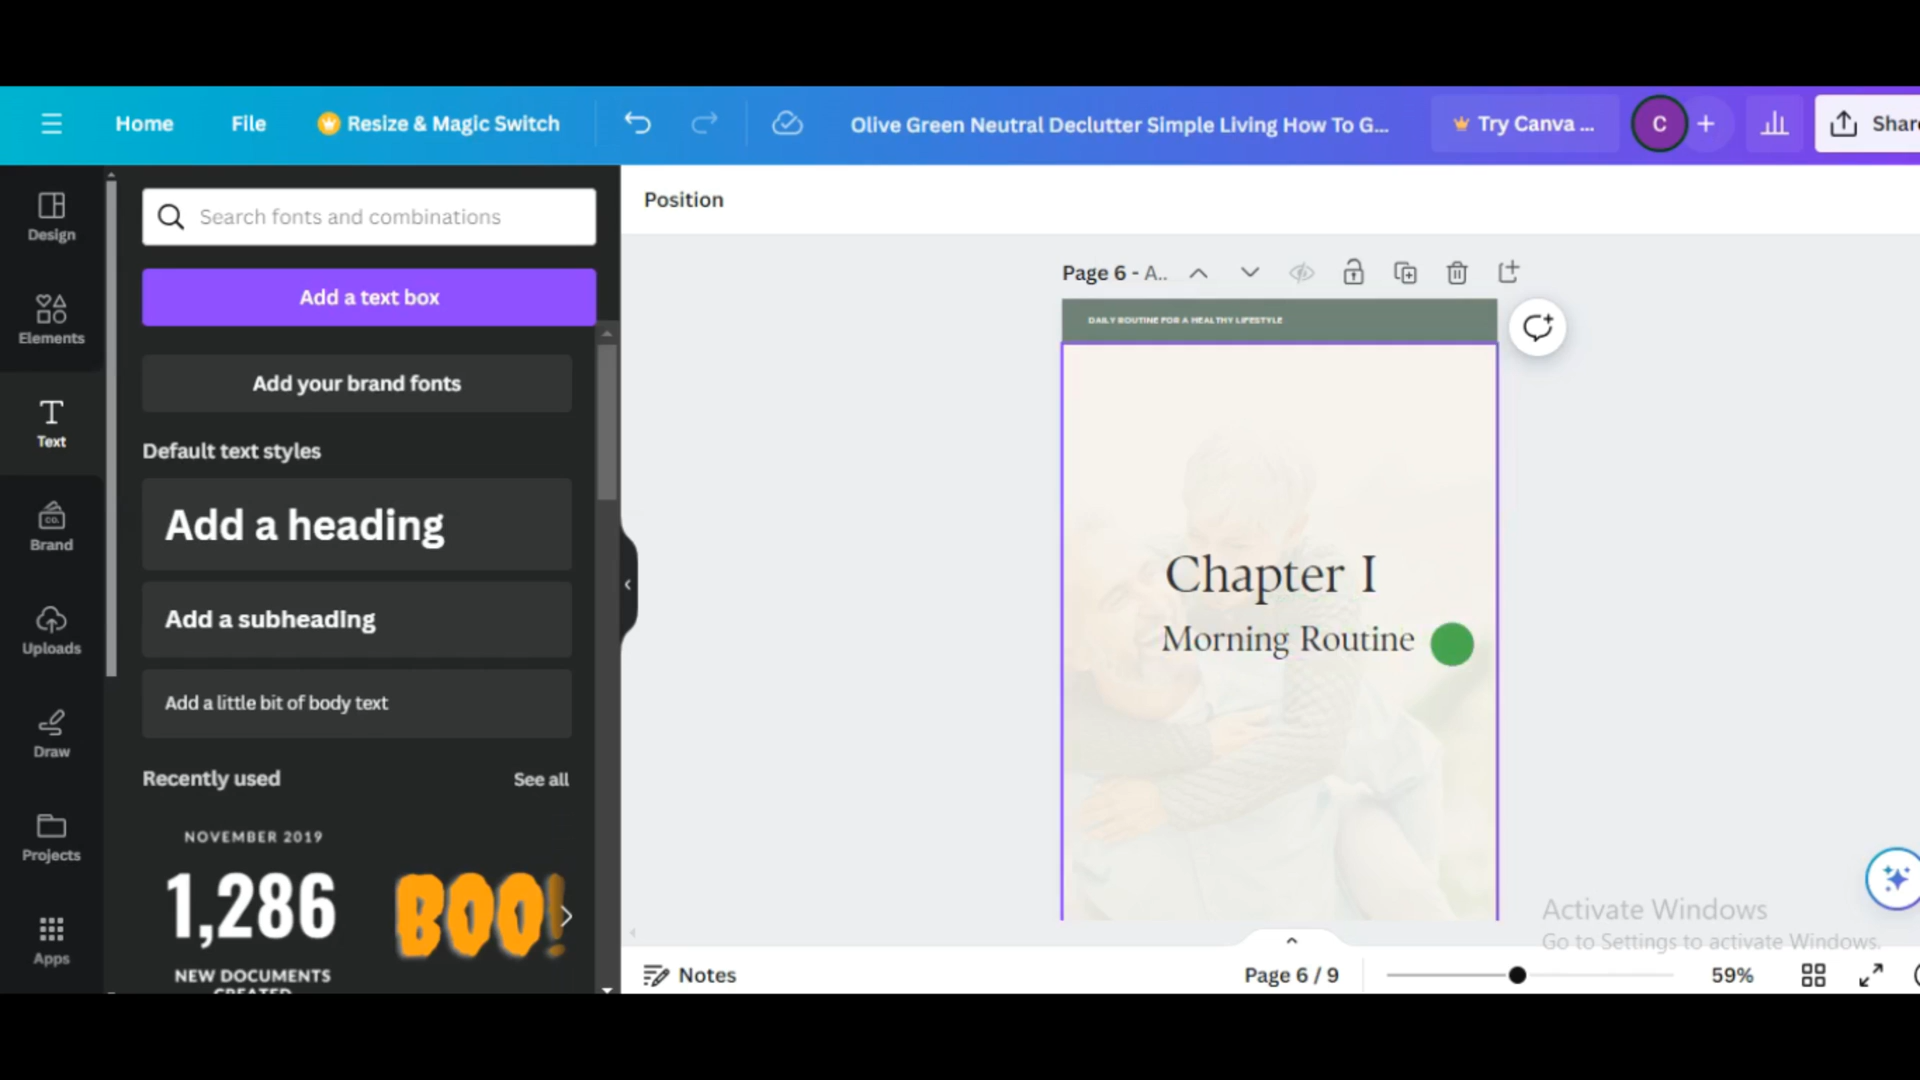 Home File Resize & Magic Switch Olive Green Neutral Declutter Simple Living How To G... Try Canva ... C Share
Design
Elements
Text
Brand
CO.
Uploads
Draw
Projects
Apps
Search fonts and combinations
Add a text box
Add your brand fonts
Default text styles
Add a heading
Add a subheading
Add a little bit of body text
Recently used See all
NOVEMBER 2019
1,286
NEW DOCUMENTS
CREATED
BOO!
Position
Page 6 - A..
DAILY ROUTINE FOR A HEALTHY LIFESTYLE
Chapter I
Morning Routine
Activate Windows
Go to Settings to activate Windows.
Notes Page 6 / 9 59%